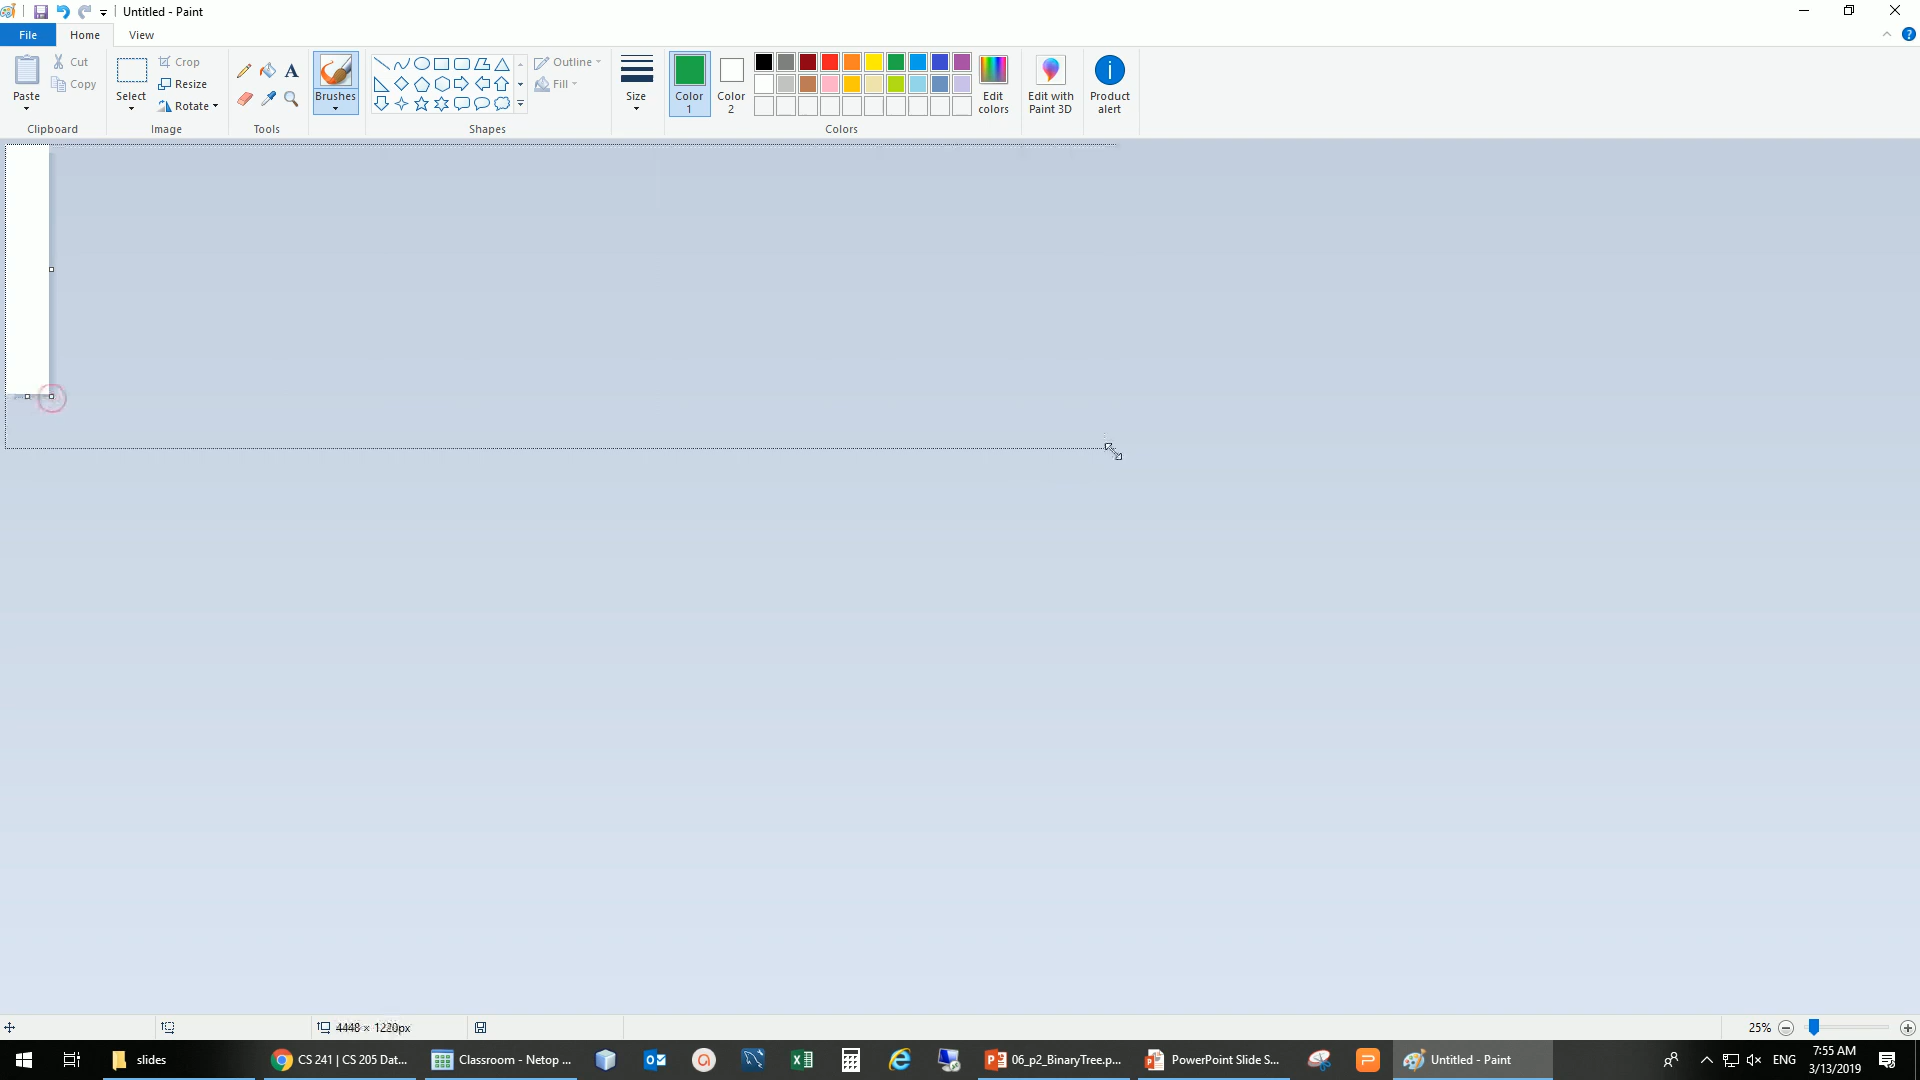 Untitled - Paint
File Home View
Paste
Cut
Copy
Clipboard
Select
Crop
Resize
Rotate
Image
Tools
Brushes
Shapes
Outline
Fill
Size
Color 1
Color 2
Colors
Edit colors
Edit with Paint 3D
Product alert
4448 × 1220px
25%
slides
CS 241 | CS 205 Dat...
Classroom - Netop ...
06_p2_BinaryTree.p...
PowerPoint Slide S...
Untitled - Paint
ENG
7:55 AM
3/13/2019